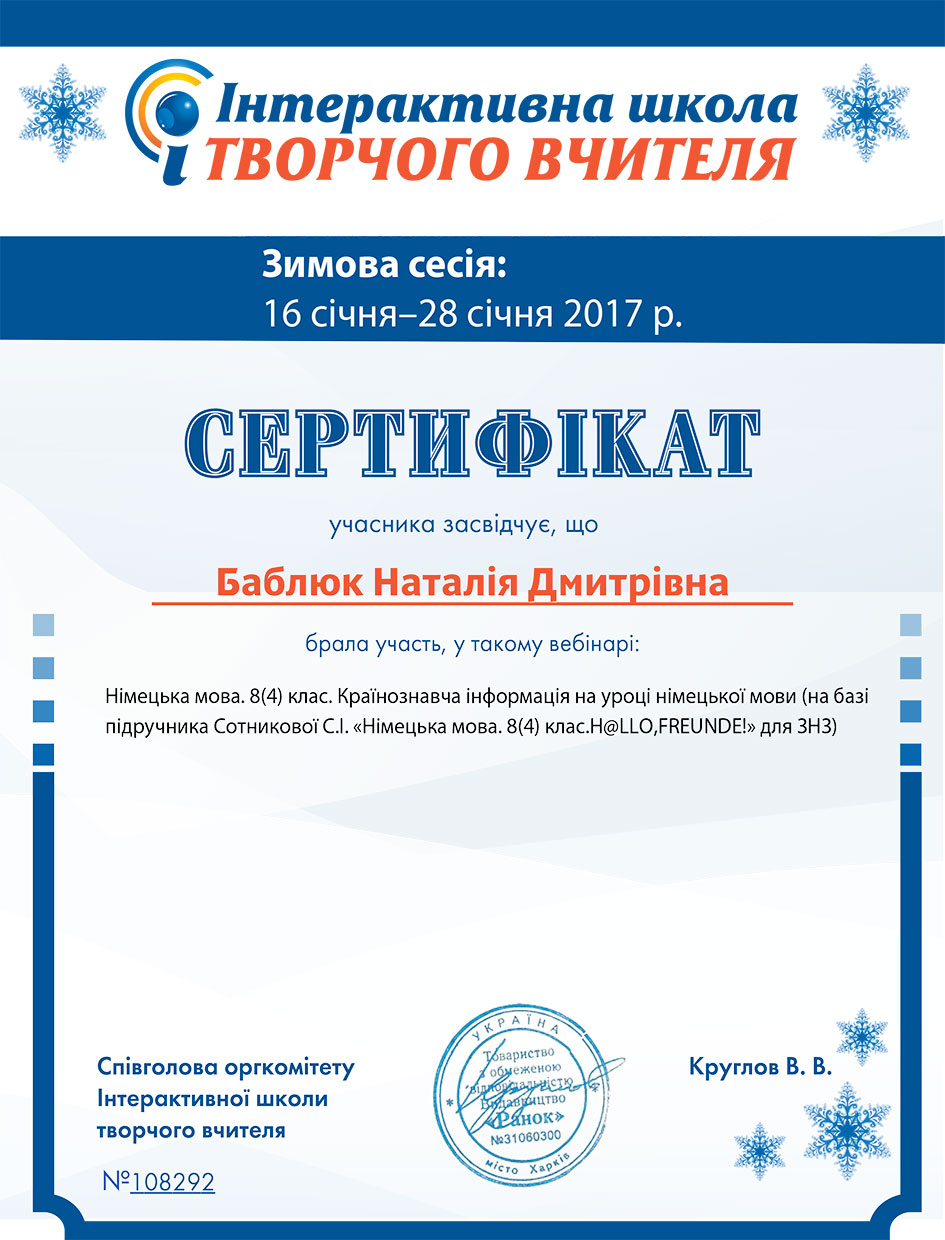 Інтерактивна школа
ТВОРЧОГО ВЧИТЕЛЯ
Зимова сесія:
16 січня–28 січня 2017 р.
СЕРТИФІКАТ
учасника засвідчує, що
Баблюк Наталія Дмитрівна
брала участь, у такому вебінарі:
Німецька мова. 8(4) клас. Країнознавча інформація на уроці німецької мови (на базі
підручника Сотникової С.І. «Німецька мова. 8(4) клас.H@LLO,FREUNDE!» для ЗНЗ)
Співголова оргкомітету
Інтерактивної школи
творчого вчителя
№108292
УКРАЇНА
Товариство
з обмеженою
відповідальністю
Видавництво
«Ранок»
№31060300
місто Харків
Круглов В. В.